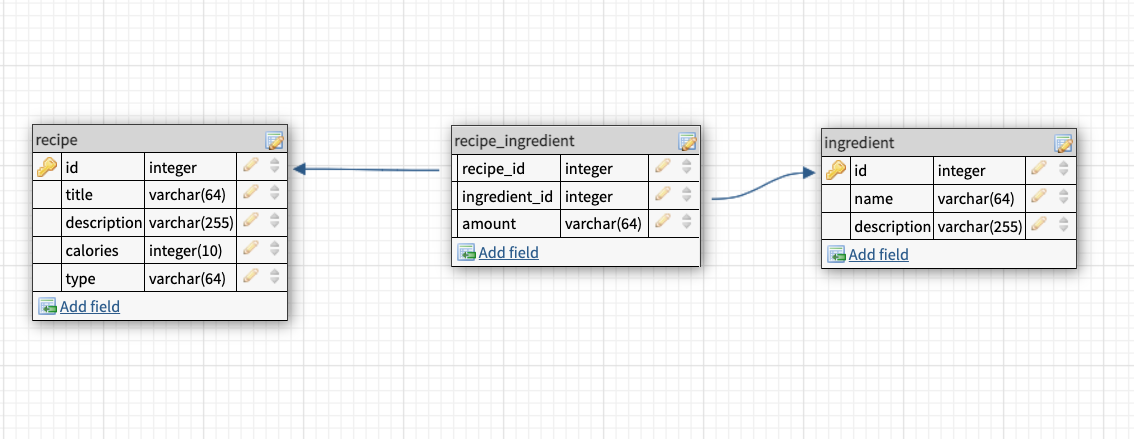 recipe
id integer
title varchar(64)
description varchar(255)
calories integer(10)
type varchar(64)
Add field
recipe_ingredient
recipe_id integer
ingredient_id integer
amount varchar(64)
Add field
ingredient
id integer
name varchar(64)
description varchar(255)
Add field